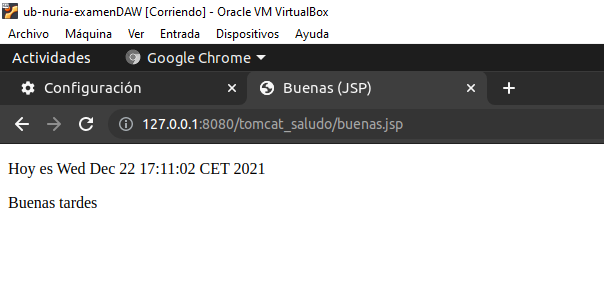 ub-nuria-examenDAW [Corriendo] - Oracle VM VirtualBox
Archivo Máquina Ver Entrada Dispositivos Ayuda
Actividades Google Chrome
Configuración Buenas (JSP)
127.0.0.1:8080/tomcat_saludo/buenas.jsp
Hoy es Wed Dec 22 17:11:02 CET 2021
Buenas tardes